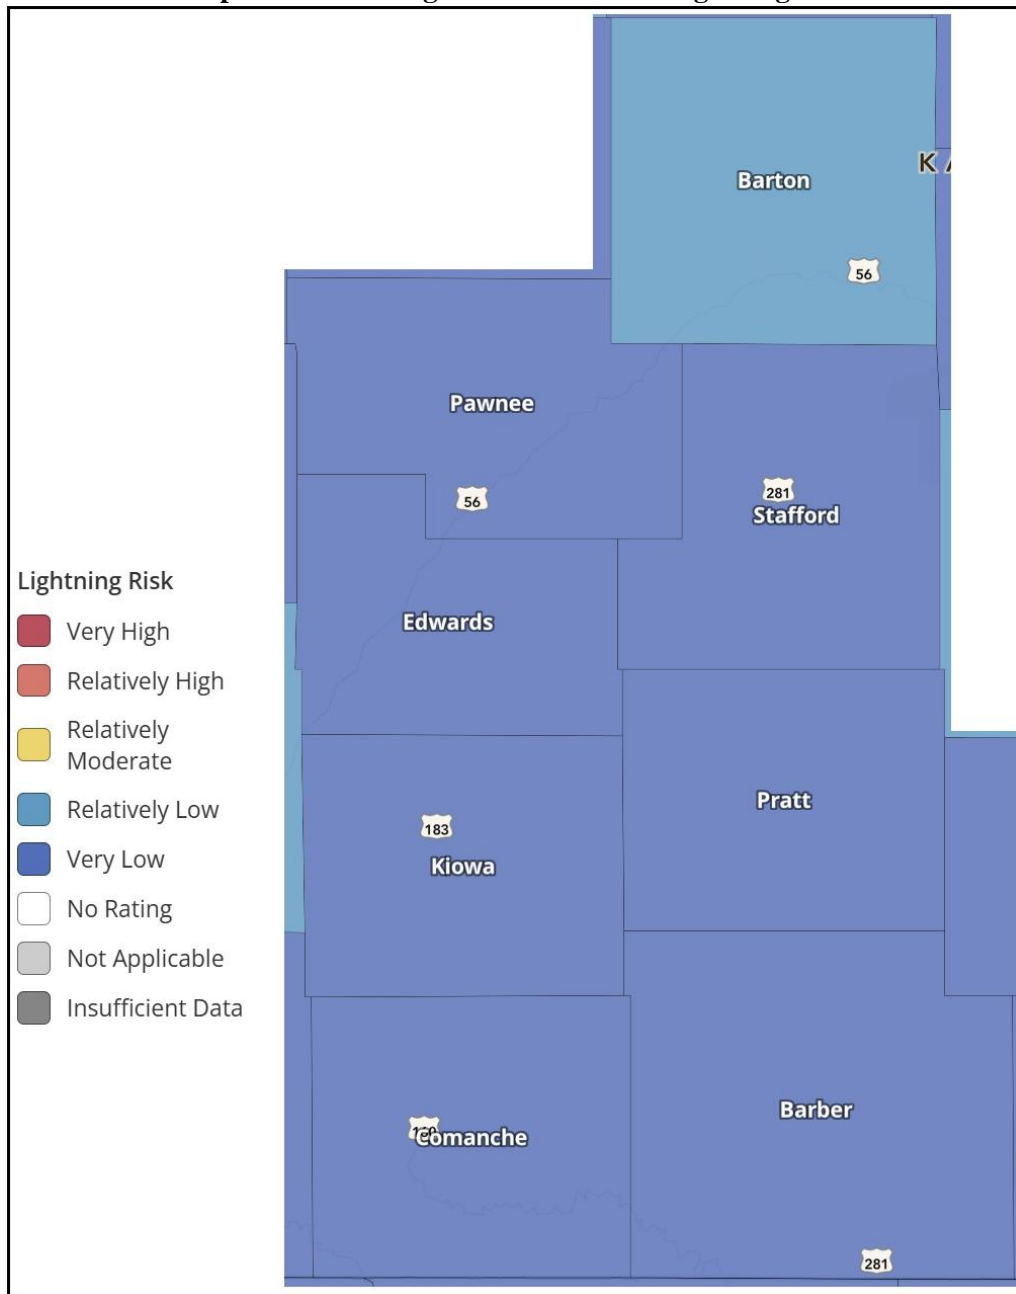 Barton
K
56
Pawnee
56
281
Stafford
Lightning Risk
Very High
Edwards
Relatively High
Relatively
Moderate
Pratt
Relatively Low
183
Very Low
Kiowa
No Rating
Not Applicable
Insufficient Data
Barber
Comanche
281